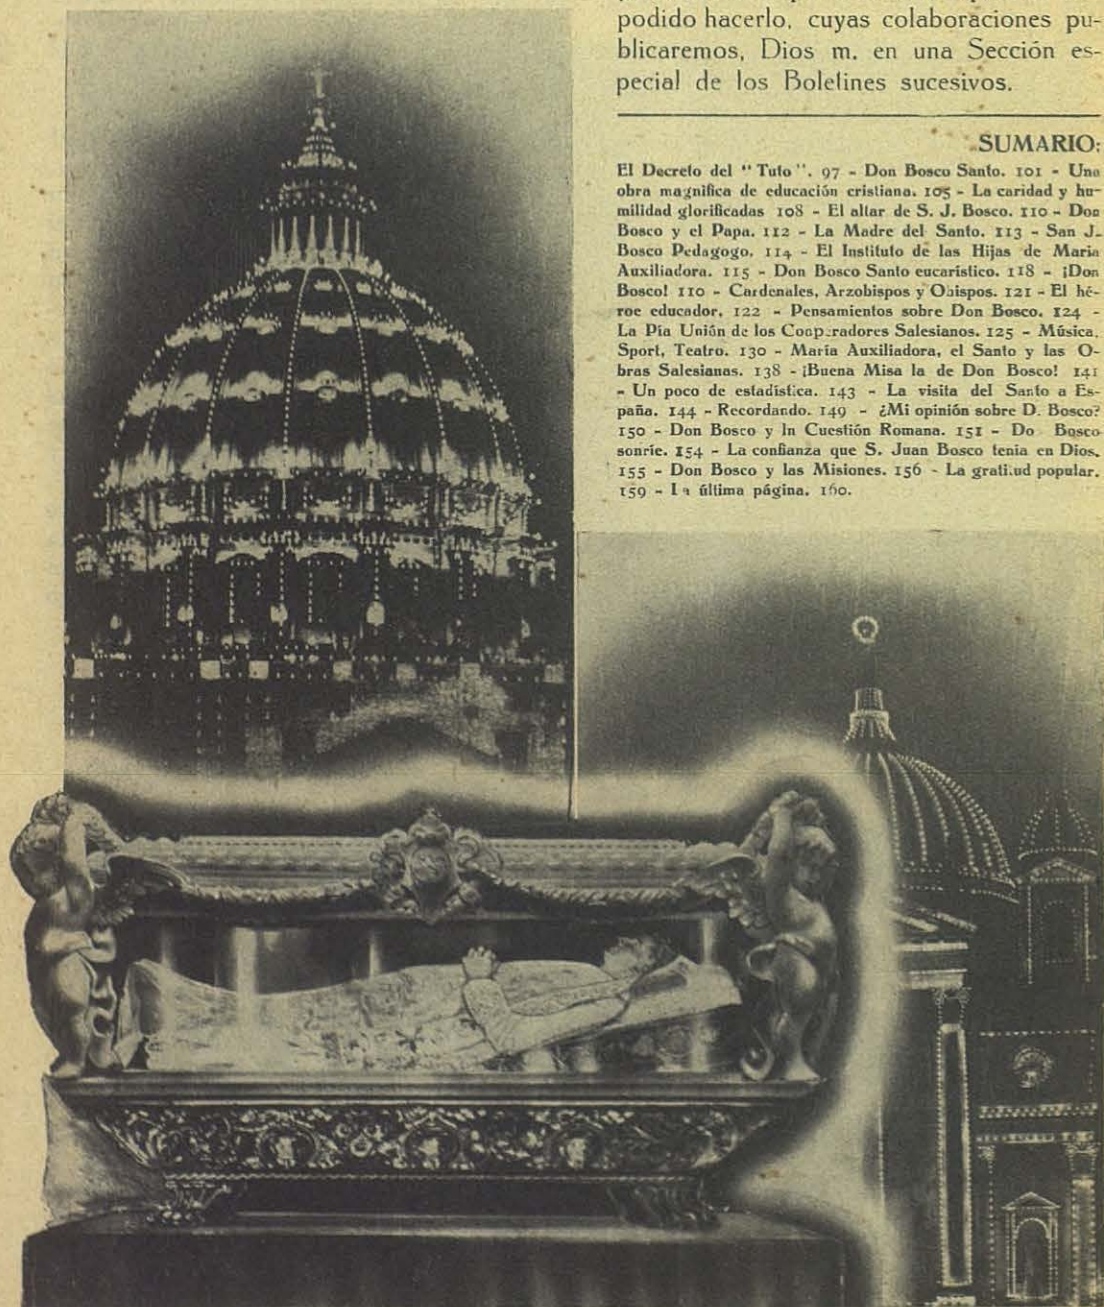 podido hacerlo, cuyas colaboraciones pu-
blicaremos, Dios m. en una Sección es-
pecial de los Boletines sucesivos.
SUMARIO:
El Decreto del "Tuto". 97 - Don Bosco Santo. 101 - Una
obra magnifica de educación cristiana. 105 - La caridad y hu-
mildad glorificadas 108 - El altar de S. J. Bosco. 110 - Don
Bosco y el Papa. 112 - La Madre del Santo. 113 - San J.
Bosco Pedagogo. 114 - El Instituto de las Hijas de Maria
Auxiliadora. 115 - Don Bosco Santo eucarístico. 118 - ¡Don
Bosco! 110 - Cardenales, Arzobispos y Obispos. 121 - El hé-
roe educador. 122 - Pensamientos sobre Don Bosco. 124 -
La Pía Unión de los Cooperadores Salesianos. 125 - Música,
Sport, Teatro. 130 - María Auxiliadora, el Santo y las O-
bras Salesianas. 138 - ¡Buena Misa la de Don Bosco! 141
- Un poco de estadística. 143 - La visita del Santo a Es-
paña. 144 - Recordando. 149 - ¿Mi opinión sobre D. Bosco?
150 - Don Bosco y la Cuestión Romana. 151 - Do Bosco
sonríe. 154 - La confianza que S. Juan Bosco tenia en Dios.
155 - Don Bosco y las Misiones. 156 - La gratitud popular.
159 - La última página. 160.